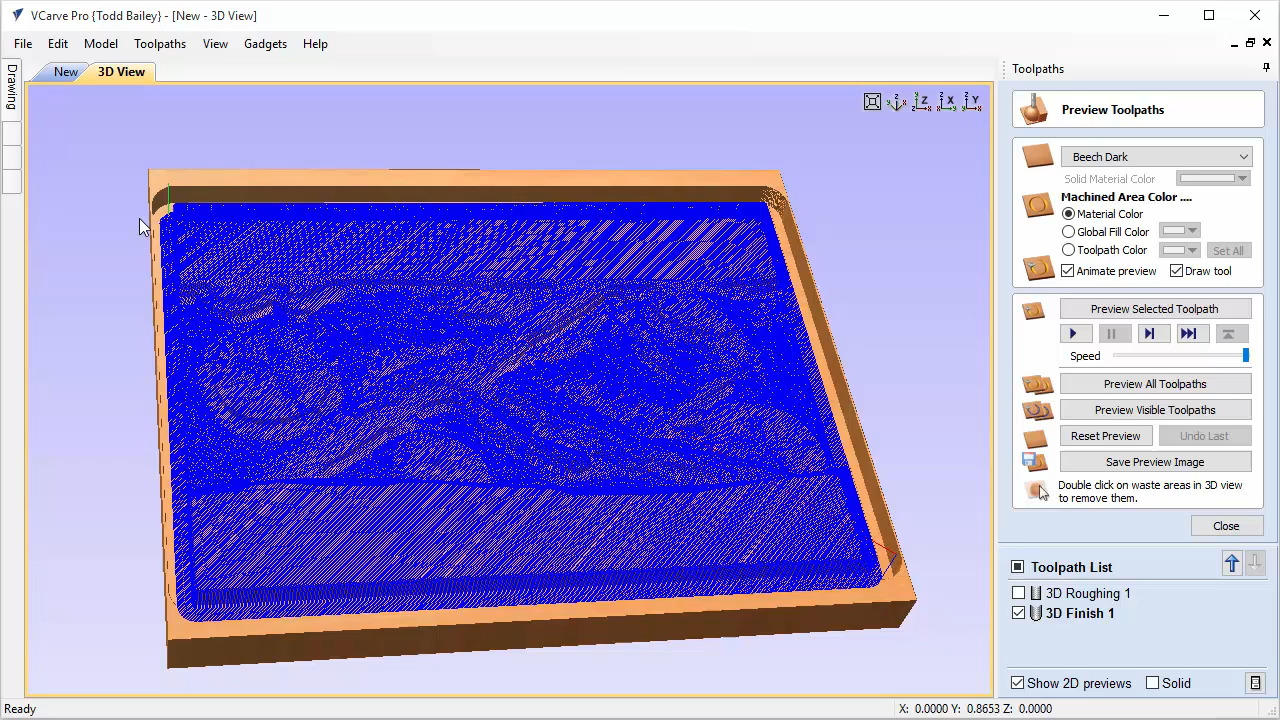 VCarve Pro {Todd Bailey} - [New - 3D View]
File Edit Model Toolpaths View Gadgets Help
Drawing
New 3D View
Z X Y
Toolpaths
Preview Toolpaths
Beech Dark
Solid Material Color
Machined Area Color ....
Material Color
Global Fill Color
Toolpath Color Set All
Animate preview Draw tool
Preview Selected Toolpath
Speed
Preview All Toolpaths
Preview Visible Toolpaths
Reset Preview Undo Last
Save Preview Image
Double click on waste areas in 3D view
to remove them.
Close
Toolpath List
3D Roughing 1
3D Finish 1
Show 2D previews Solid
Ready X: 0.0000 Y: 0.8653 Z: 0.0000